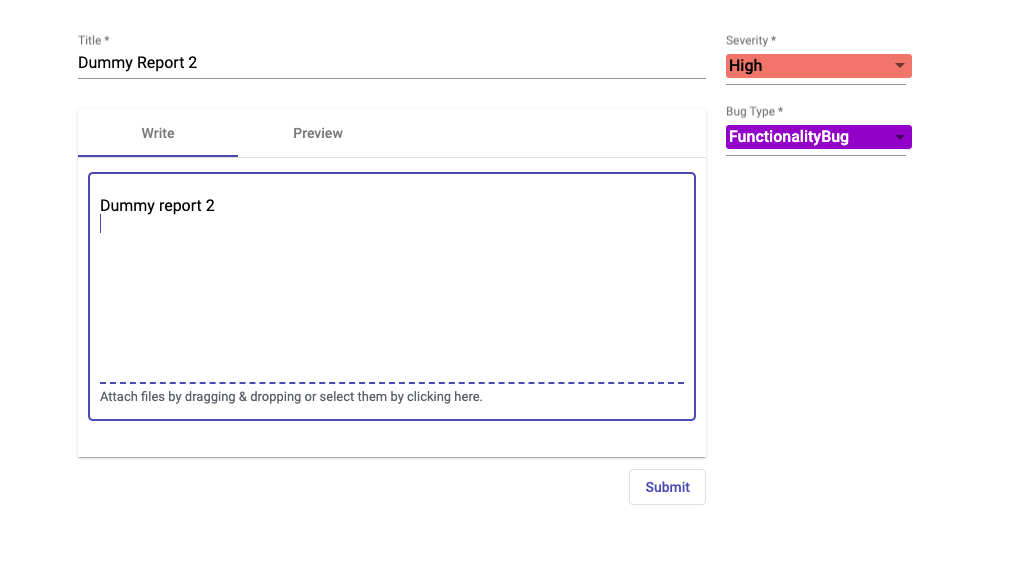 Title *
Dummy Report 2
Severity *
High
Bug Type *
FunctionalityBug
Write
Preview
Dummy report 2
Attach files by dragging & dropping or select them by clicking here.
Submit